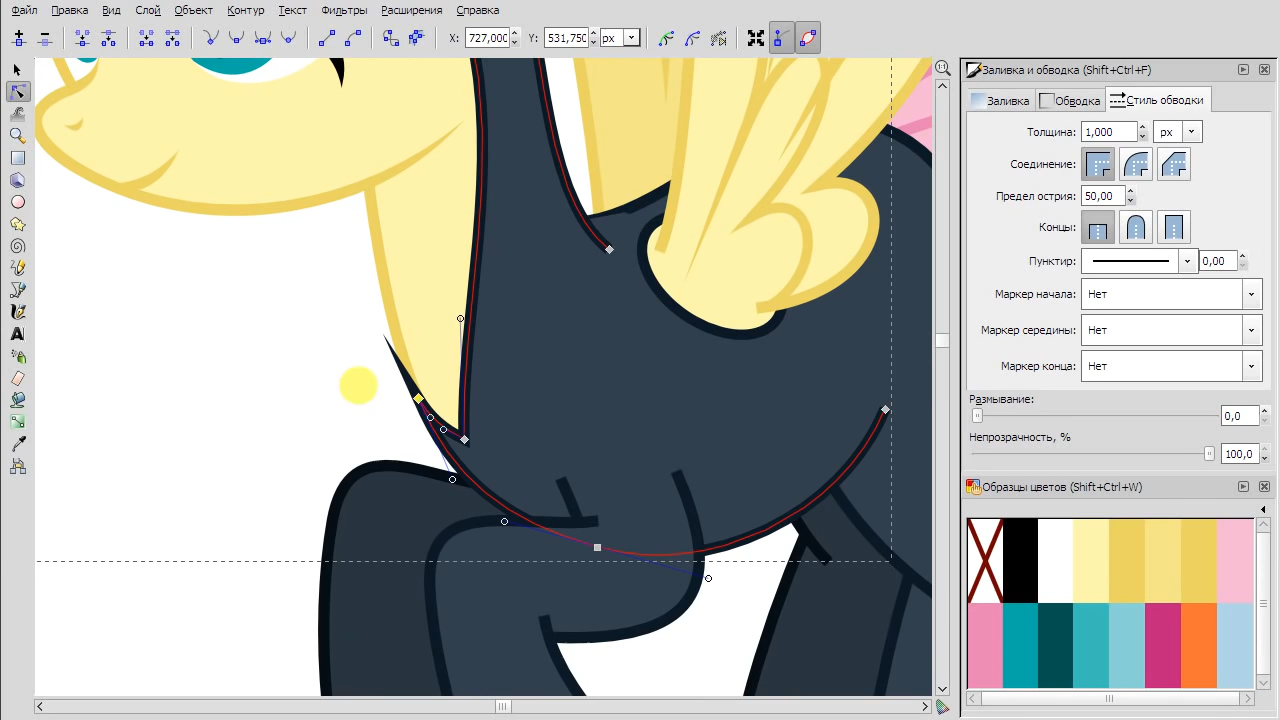 Файл Правка Вид Слой Объект Контур Текст Фильтры Расширения Справка
X: 727,000 Y: 531,750 px
Заливка и обводка (Shift+Ctrl+F)
Заливка Обводка Стиль обводки
Толщина: 1,000 px
Соединение:
Предел острия: 50,00
Концы:
Пунктир: 0,00
Маркер начала: Нет
Маркер середины: Нет
Маркер конца: Нет
Размывание:
0,0
Непрозрачность, %
100,0
Образцы цветов (Shift+Ctrl+W)